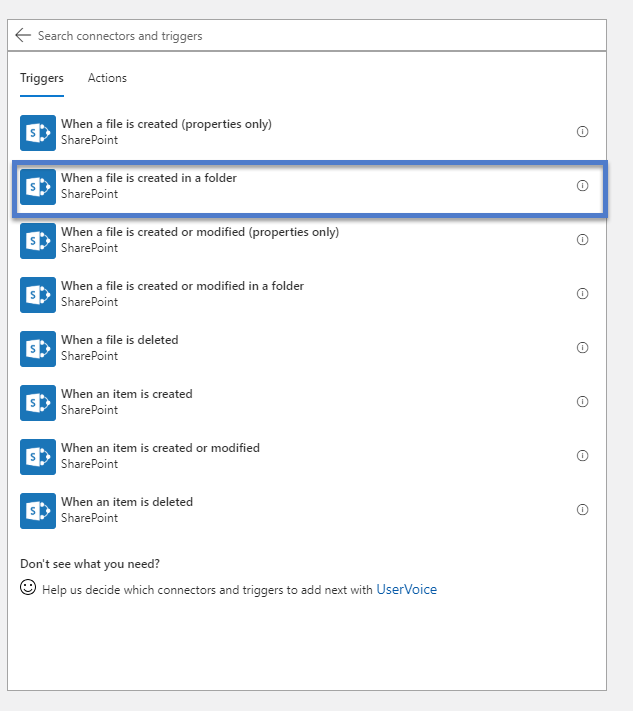 Search connectors and triggers
Triggers Actions
When a file is created (properties only)
SharePoint
When a file is created in a folder
SharePoint
When a file is created or modified (properties only)
SharePoint
When a file is created or modified in a folder
SharePoint
When a file is deleted
SharePoint
When an item is created
SharePoint
When an item is created or modified
SharePoint
When an item is deleted
SharePoint
Don't see what you need?
Help us decide which connectors and triggers to add next with UserVoice